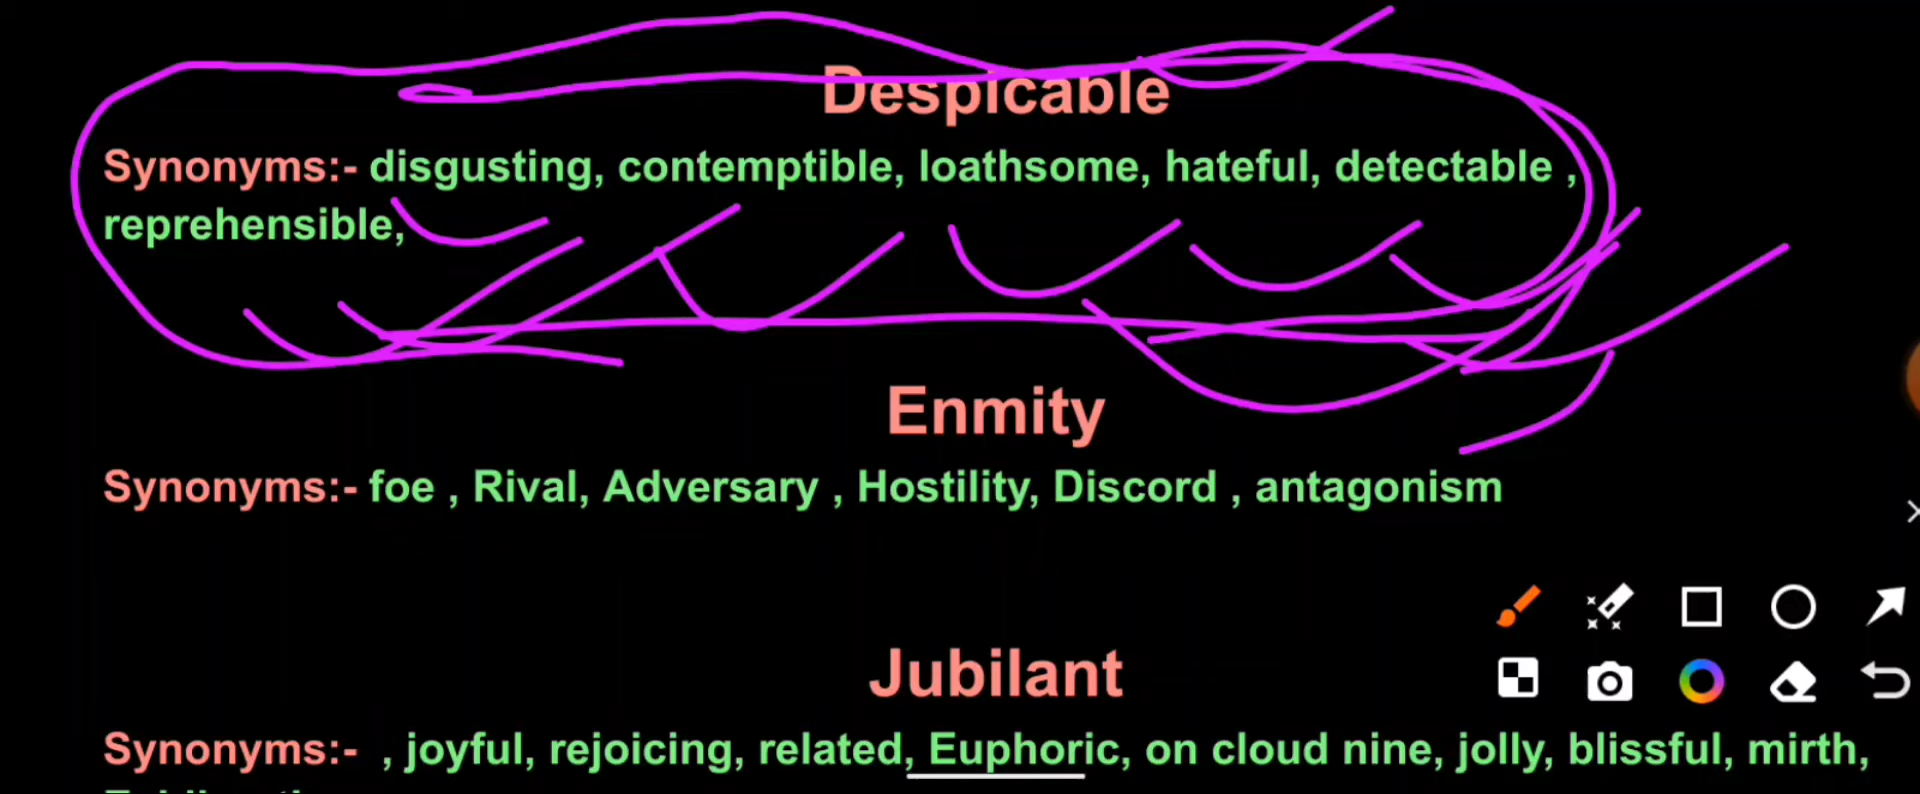 Despicable
Synonyms:- disgusting, contemptible, loathsome, hateful, detectable ,
reprehensible,
Enmity
Synonyms:- foe , Rival, Adversary , Hostility, Discord , antagonism
Jubilant
Synonyms:- , joyful, rejoicing, related, Euphoric, on cloud nine, jolly, blissful, mirth,